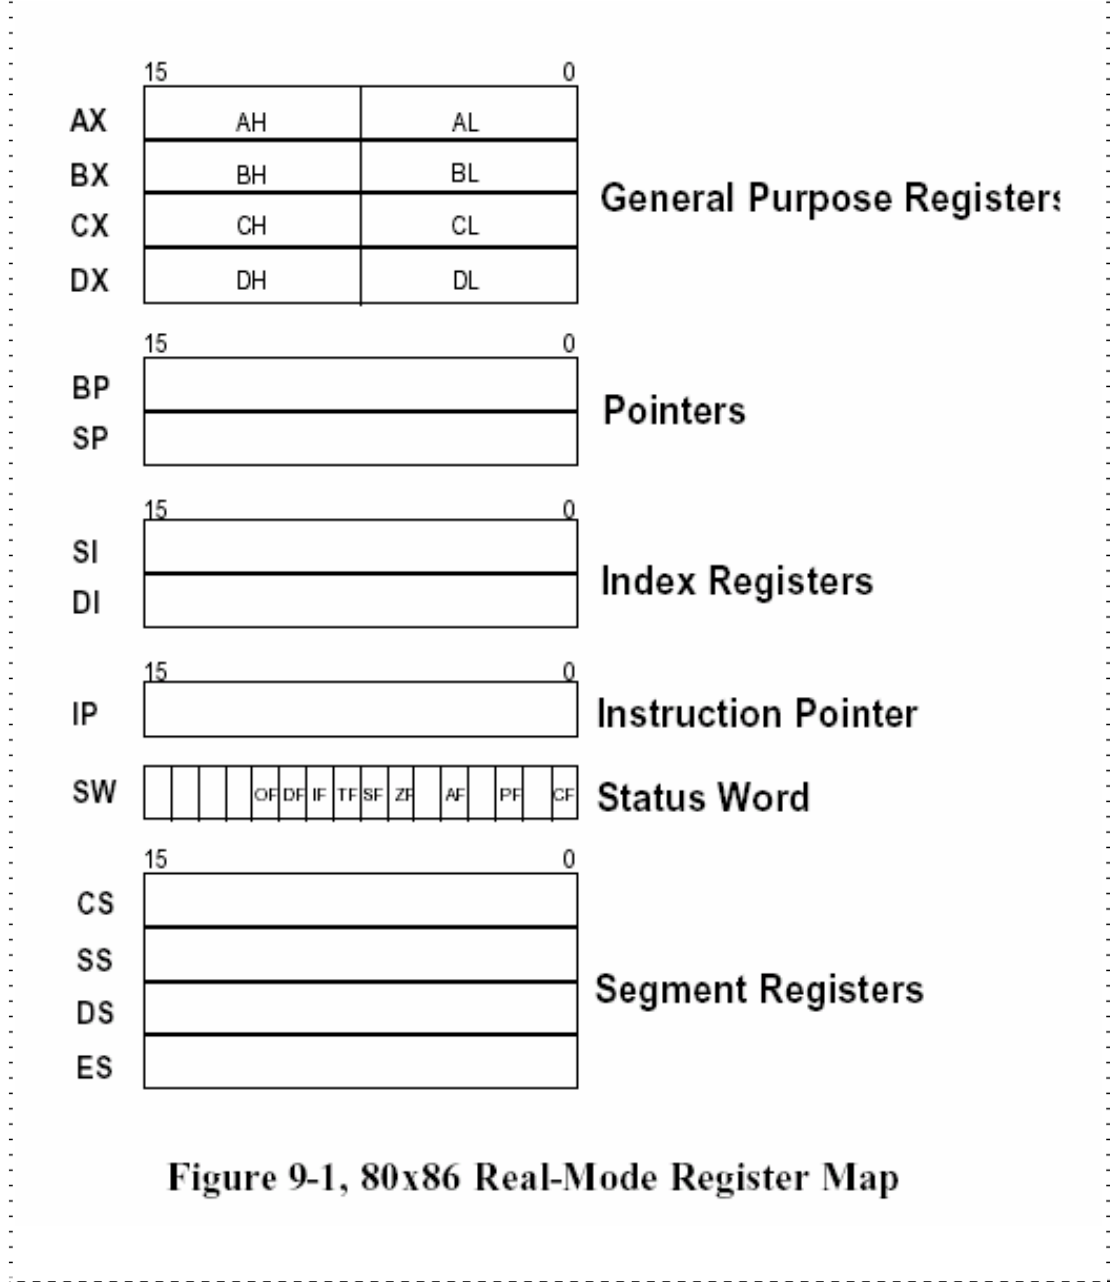 15 0
AX AH AL
BX BH BL
CX CH CL
DX DH DL
General Purpose Registers
15 0
BP
SP
Pointers
15 0
SI
DI
Index Registers
15 0
IP
Instruction Pointer
SW OF DF IF TF SF ZF AF PF CF Status Word
15 0
CS
SS
DS
ES
Segment Registers
Figure 9-1, 80x86 Real-Mode Register Map